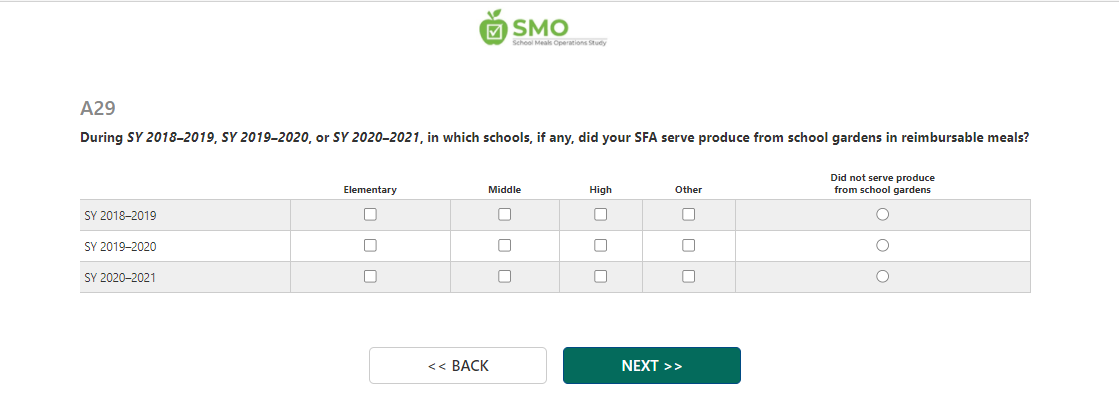 SMO
School Meals Operations Study
A29
During SY 2018–2019, SY 2019–2020, or SY 2020–2021, in which schools, if any, did your SFA serve produce from school gardens in reimbursable meals?
Elementary Middle High Other Did not serve produce from school gardens
SY 2018–2019
SY 2019–2020
SY 2020–2021
<< BACK NEXT >>